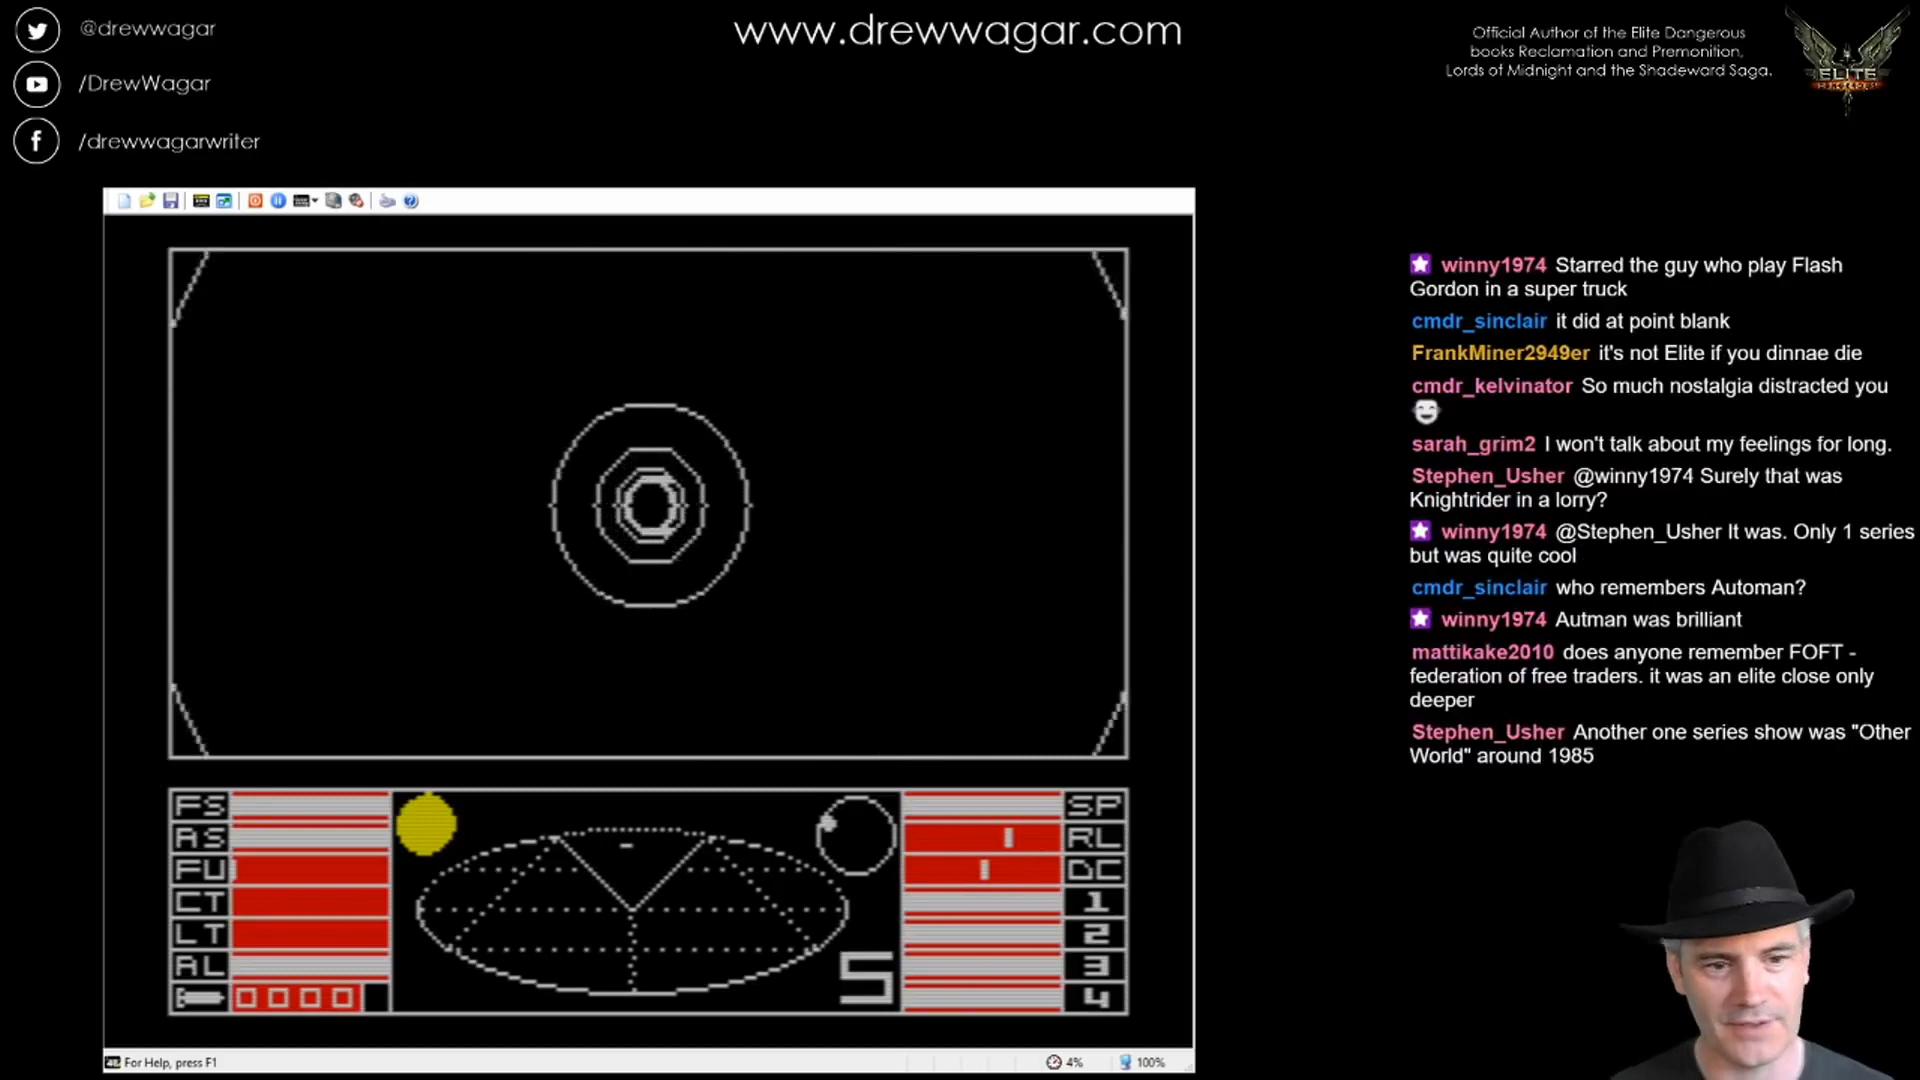 @drewwagar
/DrewWagar
/drewwagarwriter
www.drewwagar.com
Official Author of the Elite Dangerous
books Reclamation and Premonition,
Lords of Midnight and the Shadeward Saga.
ELITE
DANGEROUS
winny1974 Starred the guy who play Flash
Gordon in a super truck
cmdr_sinclair it did at point blank
FrankMiner2949er it's not Elite if you dinnae die
cmdr_kelvinator So much nostalgia distracted you
sarah_grim2 I won't talk about my feelings for long.
Stephen_Usher @winny1974 Surely that was
Knightrider in a lorry?
winny1974 @Stephen_Usher It was. Only 1 series
but was quite cool
cmdr_sinclair who remembers Automan?
winny1974 Autman was brilliant
mattikake2010 does anyone remember FOFT -
federation of free traders. it was an elite close only
deeper
Stephen_Usher Another one series show was "Other
World" around 1985
FS
AS
FU
CT
LT
AL
S
SP
RL
DC
1
2
3
4
For Help, press F1
4%
100%